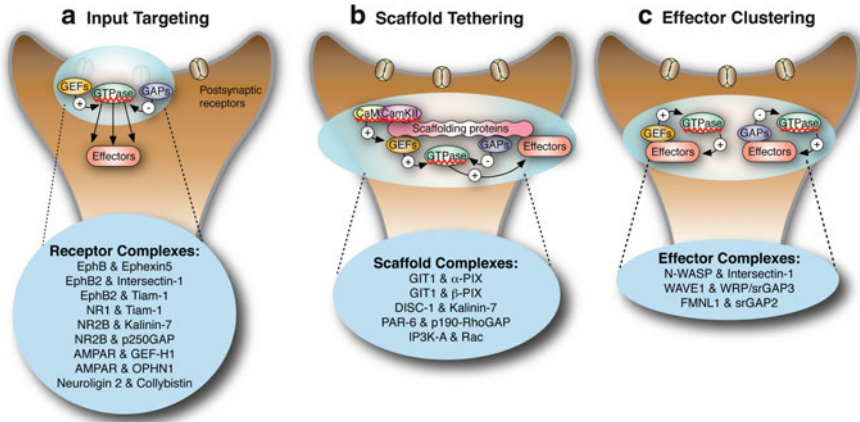 a Input Targeting
GEFs
GTPase
GAPs
+
-
Postsynaptic
receptors
Effectors
Receptor Complexes:
EphB & Ephexin5
EphB2 & Intersectin-1
EphB2 & Tiam-1
NR1 & Tiam-1
NR2B & Kalinin-7
NR2B & p250GAP
AMPAR & GEF-H1
AMPAR & OPHN1
Neuroligin 2 & Collybistin
b Scaffold Tethering
CaM CamKII
Scaffolding proteins
+
GEFs
GAPs
Effectors
+
GTPase
-
+
Scaffold Complexes:
GIT1 & α-PIX
GIT1 & β-PIX
DISC-1 & Kalinin-7
PAR-6 & p190-RhoGAP
IP3K-A & Rac
c Effector Clustering
+
GTPase
GEFs
+
Effectors
-
GTPase
GAPs
+
Effectors
Effector Complexes:
N-WASP & Intersectin-1
WAVE1 & WRP/srGAP3
FMNL1 & srGAP2